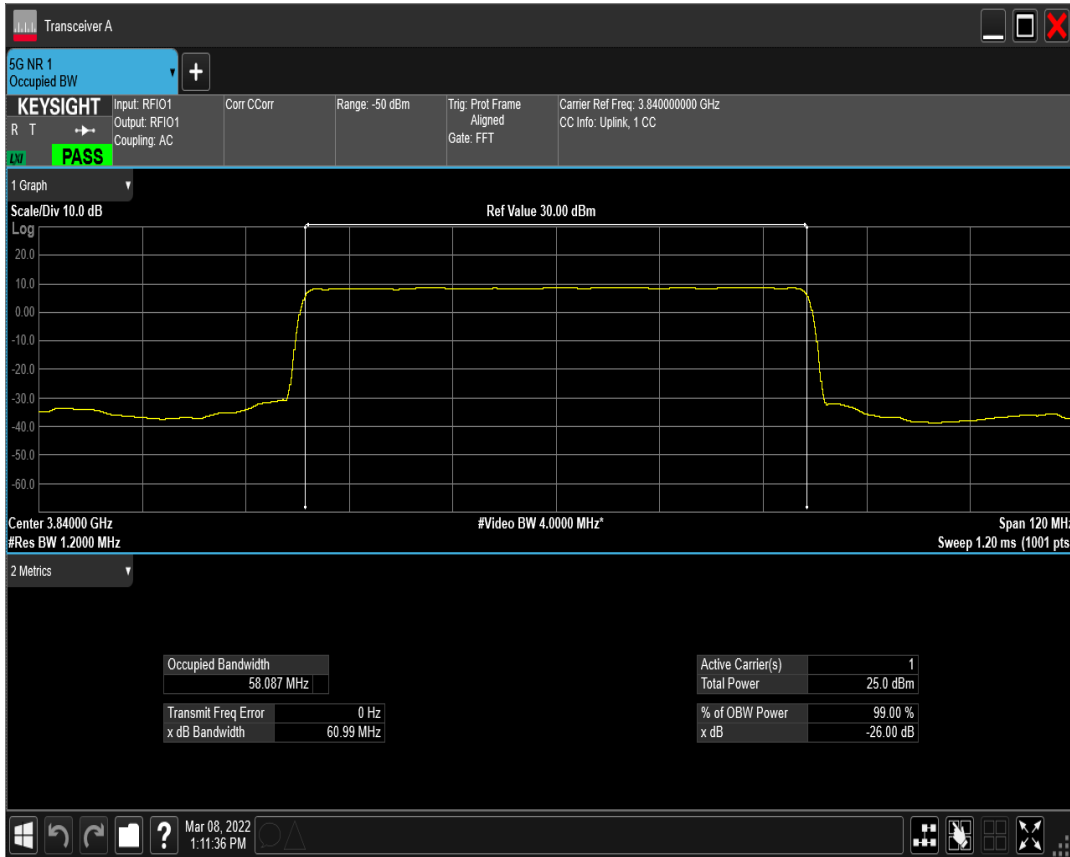 Transceiver A
5G NR 1
Occupied BW
KEYSIGHT
R T
LXI
PASS
Input: RFIO1
Output: RFIO1
Coupling: AC
Corr CCorr
Range: -50 dBm
Trig: Prot Frame
Aligned
Gate: FFT
Carrier Ref Freq: 3.840000000 GHz
CC Info: Uplink, 1 CC
1 Graph
Scale/Div 10.0 dB
Ref Value 30.00 dBm
Log
20.0
10.0
0.00
-10.0
-20.0
-30.0
-40.0
-50.0
-60.0
Center 3.84000 GHz
#Video BW 4.0000 MHz*
Span 120 MHz
#Res BW 1.2000 MHz
Sweep 1.20 ms (1001 pts
2 Metrics
Occupied Bandwidth
58.087 MHz
Transmit Freq Error 0 Hz
x dB Bandwidth 60.99 MHz
Active Carrier(s) 1
Total Power 25.0 dBm
% of OBW Power 99.00 %
x dB -26.00 dB
?
Mar 08, 2022
1:11:36 PM